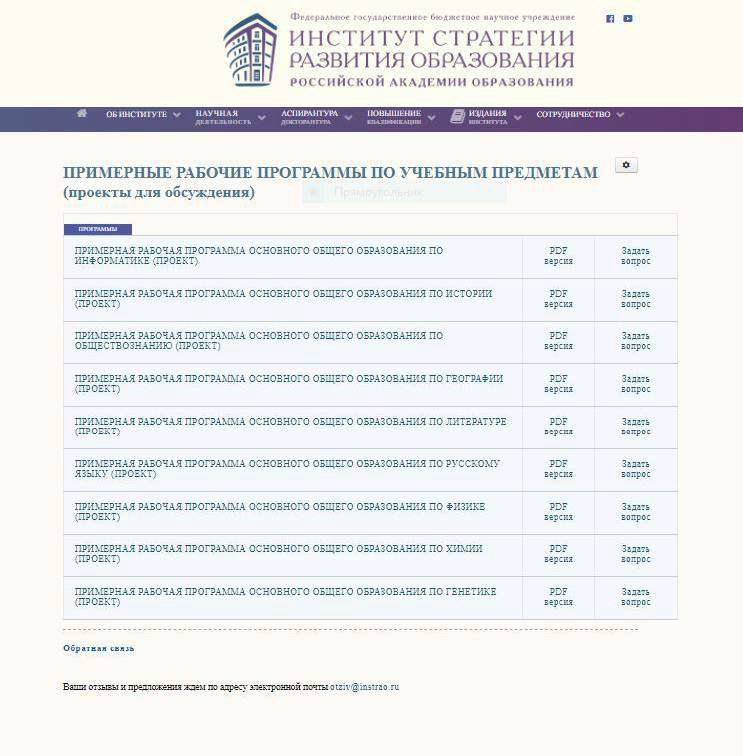 Федеральное государственное бюджетное научное учреждение
ИНСТИТУТ СТРАТЕГИИ
РАЗВИТИЯ ОБРАЗОВАНИЯ
РОССИЙСКОЙ АКАДЕМИИ ОБРАЗОВАНИЯ
ОБ ИНСТИТУТЕ НАУЧНАЯ АСПИРАНТУРА ПОВЫШЕНИЕ ИЗДАНИЯ СОТРУДНИЧЕСТВО
ДЕЯТЕЛЬНОСТЬ ДОКТОРАНТУРА КВАЛИФИКАЦИИ ИНСТИТУТА
ПРИМЕРНЫЕ РАБОЧИЕ ПРОГРАММЫ ПО УЧЕБНЫМ ПРЕДМЕТАМ
(проекты для обсуждения)
Прямоугольник
ПРОГРАММЫ
ПРИМЕРНАЯ РАБОЧАЯ ПРОГРАММА ОСНОВНОГО ОБЩЕГО ОБРАЗОВАНИЯ ПО PDF Задать
ИНФОРМАТИКЕ (ПРОЕКТ) версия вопрос
ПРИМЕРНАЯ РАБОЧАЯ ПРОГРАММА ОСНОВНОГО ОБЩЕГО ОБРАЗОВАНИЯ ПО ИСТОРИИ PDF Задать
(ПРОЕКТ) версия вопрос
ПРИМЕРНАЯ РАБОЧАЯ ПРОГРАММА ОСНОВНОГО ОБЩЕГО ОБРАЗОВАНИЯ ПО PDF Задать
ОБЩЕСТВОЗНАНИЮ (ПРОЕКТ) версия вопрос
ПРИМЕРНАЯ РАБОЧАЯ ПРОГРАММА ОСНОВНОГО ОБЩЕГО ОБРАЗОВАНИЯ ПО ГЕОГРАФИИ PDF Задать
(ПРОЕКТ) версия вопрос
ПРИМЕРНАЯ РАБОЧАЯ ПРОГРАММА ОСНОВНОГО ОБЩЕГО ОБРАЗОВАНИЯ ПО ЛИТЕРАТУРЕ PDF Задать
(ПРОЕКТ) версия вопрос
ПРИМЕРНАЯ РАБОЧАЯ ПРОГРАММА ОСНОВНОГО ОБЩЕГО ОБРАЗОВАНИЯ ПО РУССКОМУ PDF Задать
ЯЗЫКУ (ПРОЕКТ) версия вопрос
ПРИМЕРНАЯ РАБОЧАЯ ПРОГРАММА ОСНОВНОГО ОБЩЕГО ОБРАЗОВАНИЯ ПО ФИЗИКЕ PDF Задать
(ПРОЕКТ) версия вопрос
ПРИМЕРНАЯ РАБОЧАЯ ПРОГРАММА ОСНОВНОГО ОБЩЕГО ОБРАЗОВАНИЯ ПО ХИМИИ PDF Задать
(ПРОЕКТ) версия вопрос
ПРИМЕРНАЯ РАБОЧАЯ ПРОГРАММА ОСНОВНОГО ОБЩЕГО ОБРАЗОВАНИЯ ПО ГЕНЕТИКЕ PDF Задать
(ПРОЕКТ) версия вопрос
Обратная связь
Ваши отзывы и предложения ждем по адресу электронной почты otziv@instrao.ru